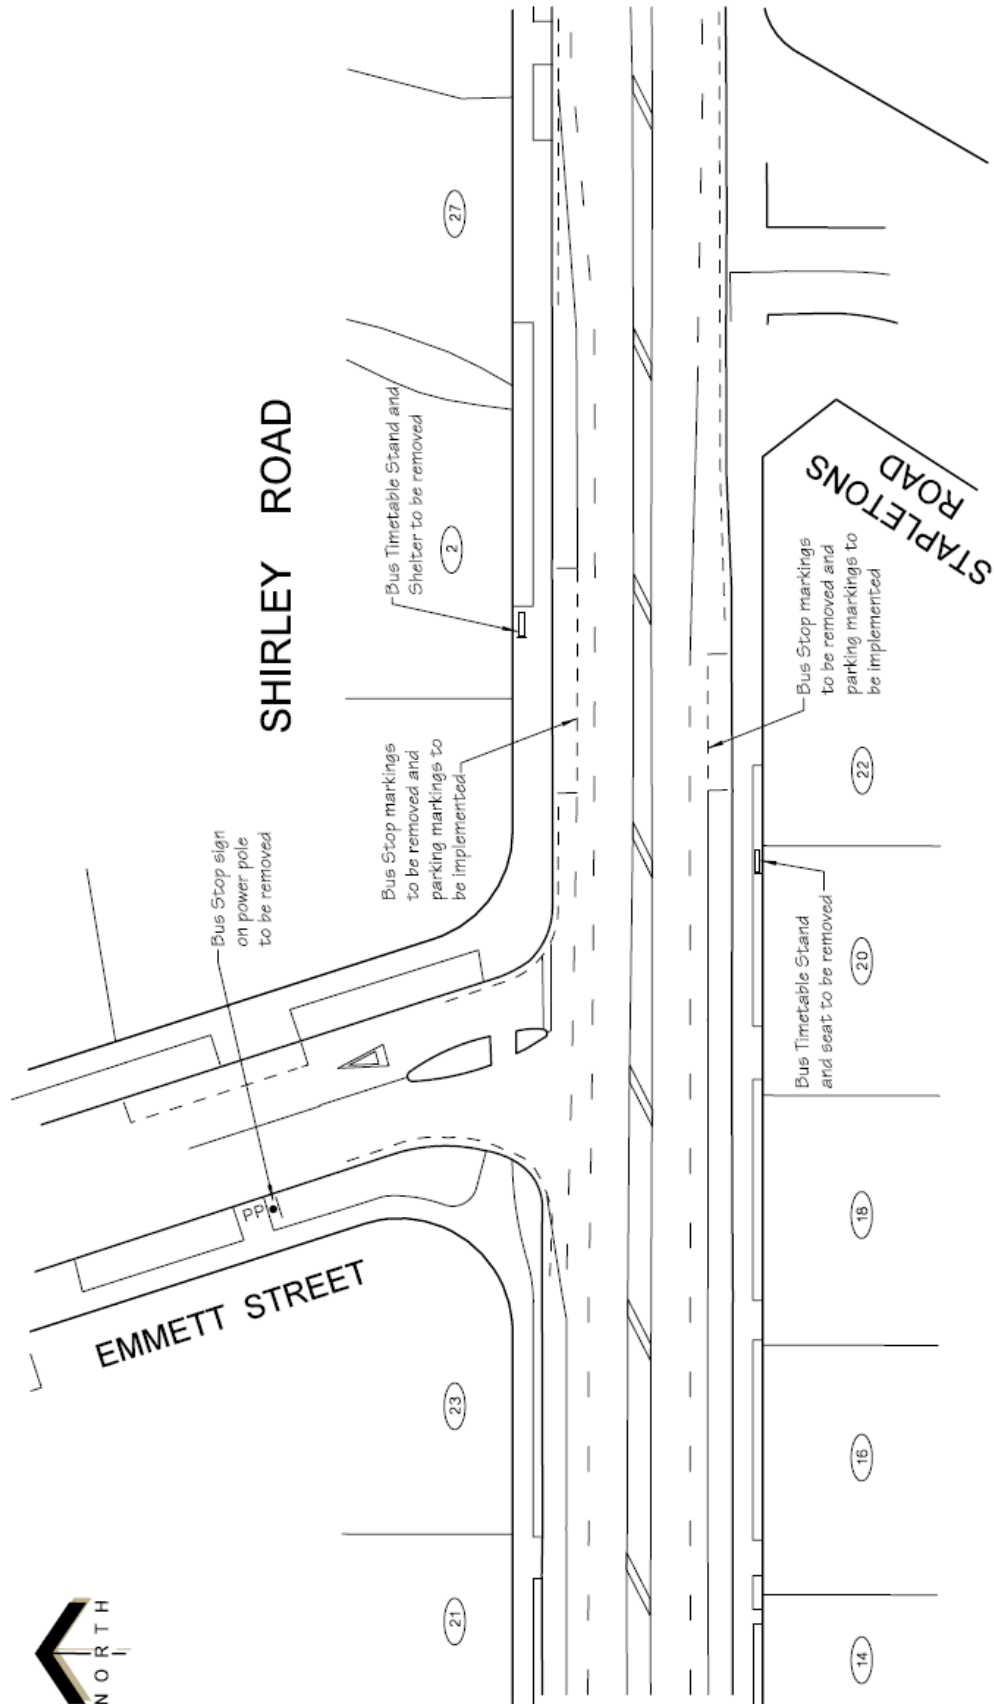 SHIRLEY ROAD
EMMETT STREET
STAPLETONS
ROAD
Bus Stop sign
on power pole
to be removed
Bus Timetable Stand and
Shelter to be removed
Bus Stop markings
to be removed and
parking markings to
be implemented
Bus Stop markings
to be removed and
parking markings to
be implemented
Bus Timetable Stand
and seat to be removed
PP
21
23
2
27
14
16
18
20
22
NORTH